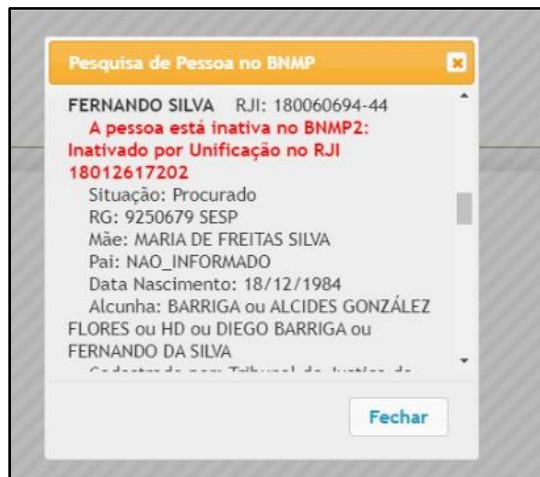 Pesquisa de Pessoa no BNMP
FERNANDO SILVA RJI: 180060694-44
A pessoa está inativa no BNMP2:
Inativado por Unificação no RJI
18012617202
Situação: Procurado
RG: 9250679 SESP
Mãe: MARIA DE FREITAS SILVA
Pai: NAO_INFORMADO
Data Nascimento: 18/12/1984
Alcunha: BARRIGA ou ALCIDES GONZÁLEZ
FLORES ou HD ou DIEGO BARRIGA ou
FERNANDO DA SILVA
Fechar